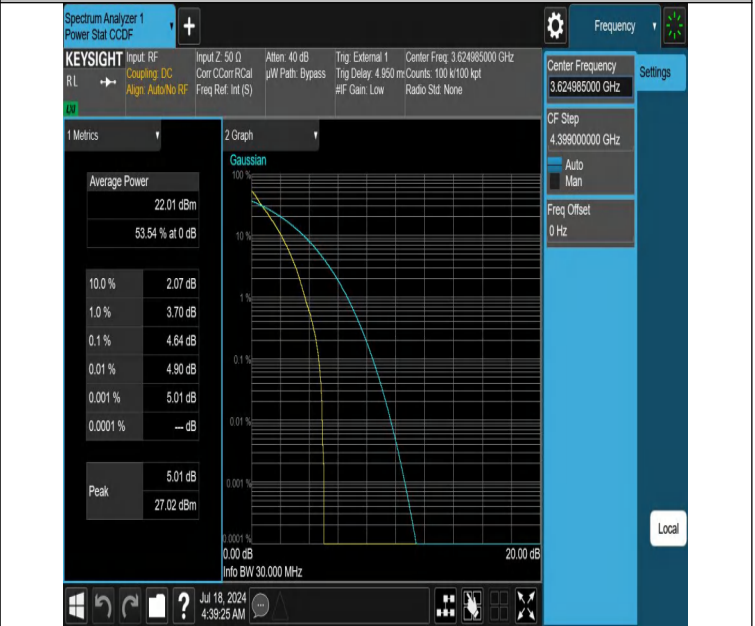 Spectrum Analyzer 1
Power Stat CCDF
+
Frequency
KEYSIGHT
RL
LXI
Input: RF
Coupling: DC
Align: Auto/No RF
Input Z: 50 Ω
Corr CCorr RCal
Freq Ref: Int (S)
Atten: 40 dB
µW Path: Bypass
Trig: External 1
Trig Delay: 4.950 ms
#IF Gain: Low
Center Freq: 3.624985000 GHz
Counts: 100 k/100 kpt
Radio Std: None
Center Frequency
3.624985000 GHz
Settings
CF Step
4.399000000 GHz
Auto
Man
Freq Offset
0 Hz
1 Metrics
Average Power
22.01 dBm
53.54 % at 0 dB
10.0 % 2.07 dB
1.0 % 3.70 dB
0.1 % 4.64 dB
0.01 % 4.90 dB
0.001 % 5.01 dB
0.0001 % --- dB
Peak
5.01 dB
27.02 dBm
2 Graph
Gaussian
100 %
10 %
1 %
0.1 %
0.01 %
0.001 %
0.0001 %
0.00 dB 20.00 dB
Info BW 30.000 MHz
Local
?
Jul 18, 2024
4:39:25 AM